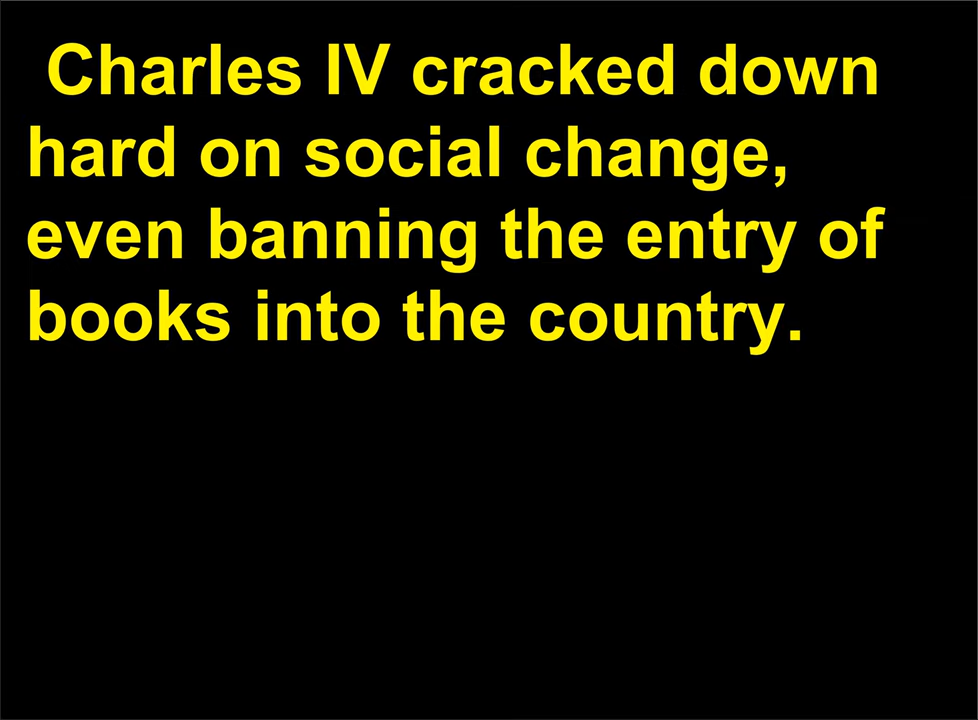 Charles IV cracked down
hard on social change,
even banning the entry of
books into the country.